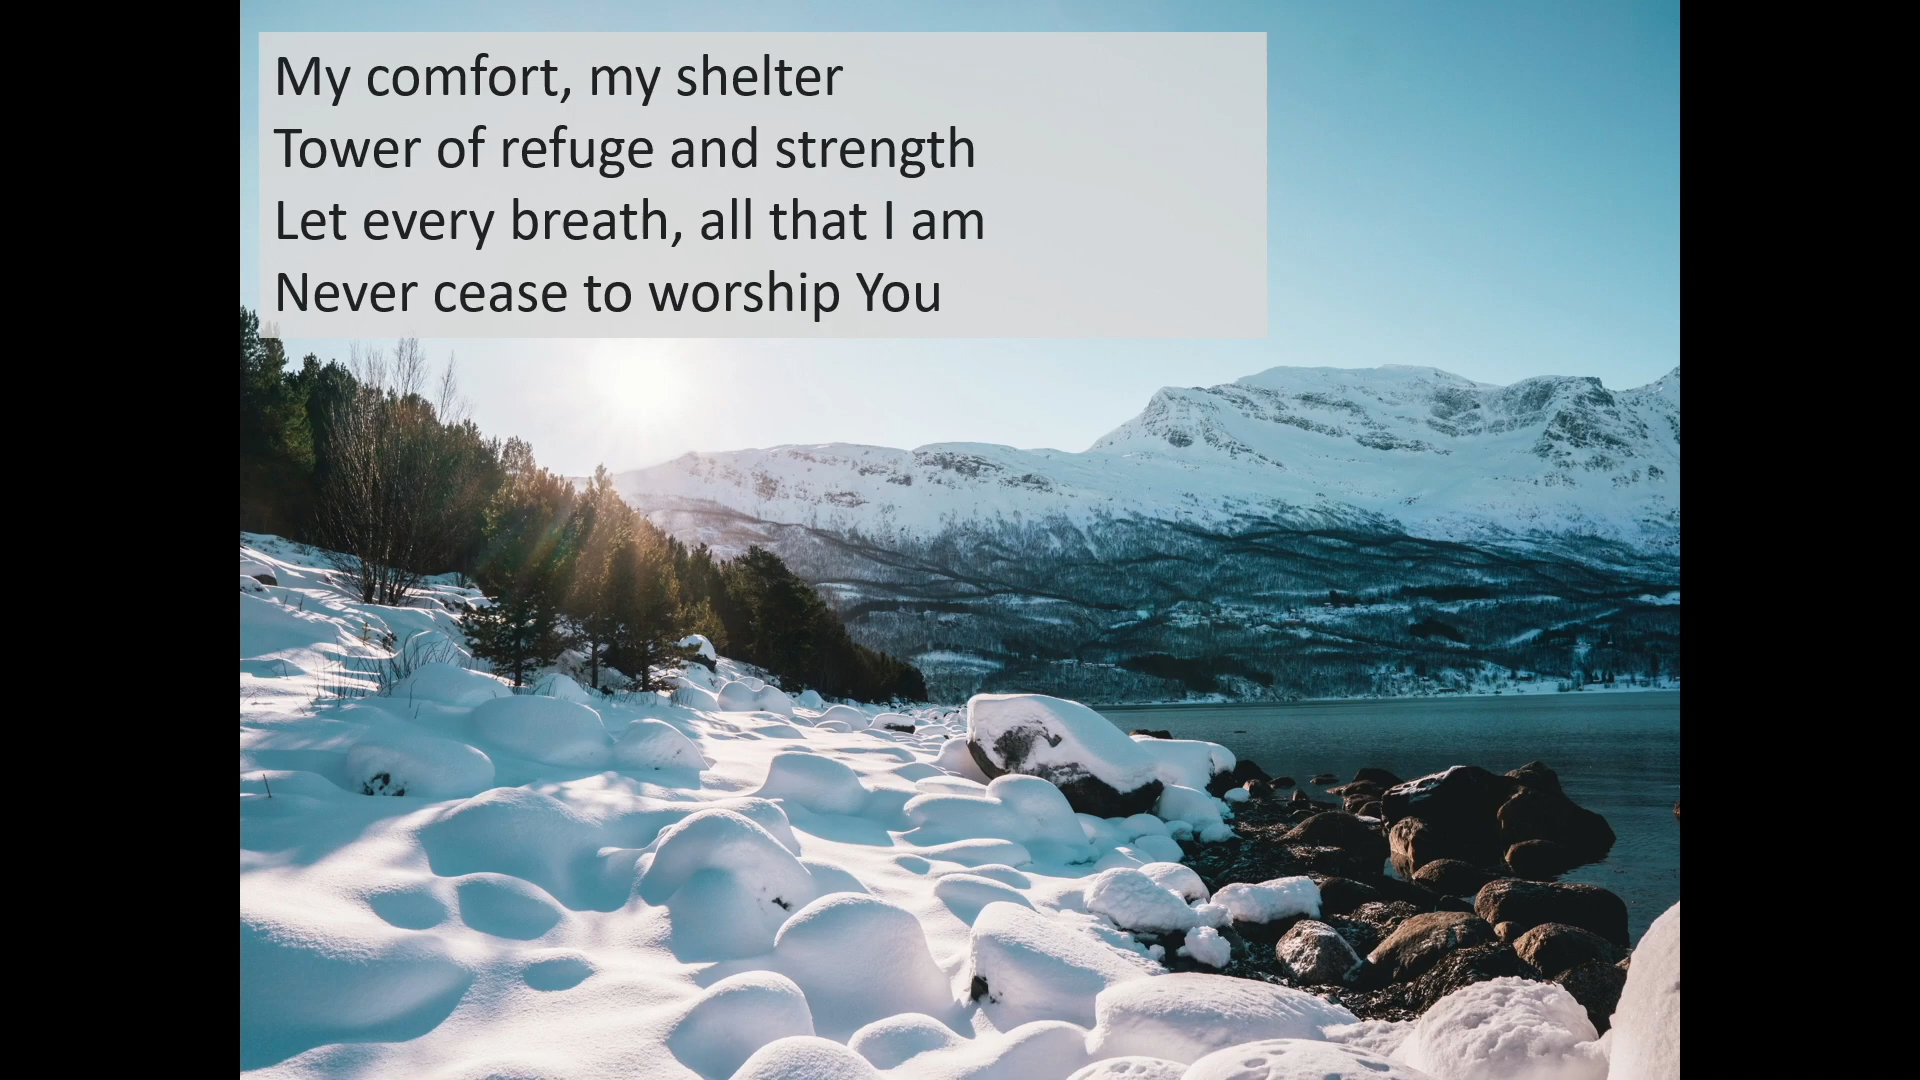 My comfort, my shelter
Tower of refuge and strength
Let every breath, all that I am
Never cease to worship You